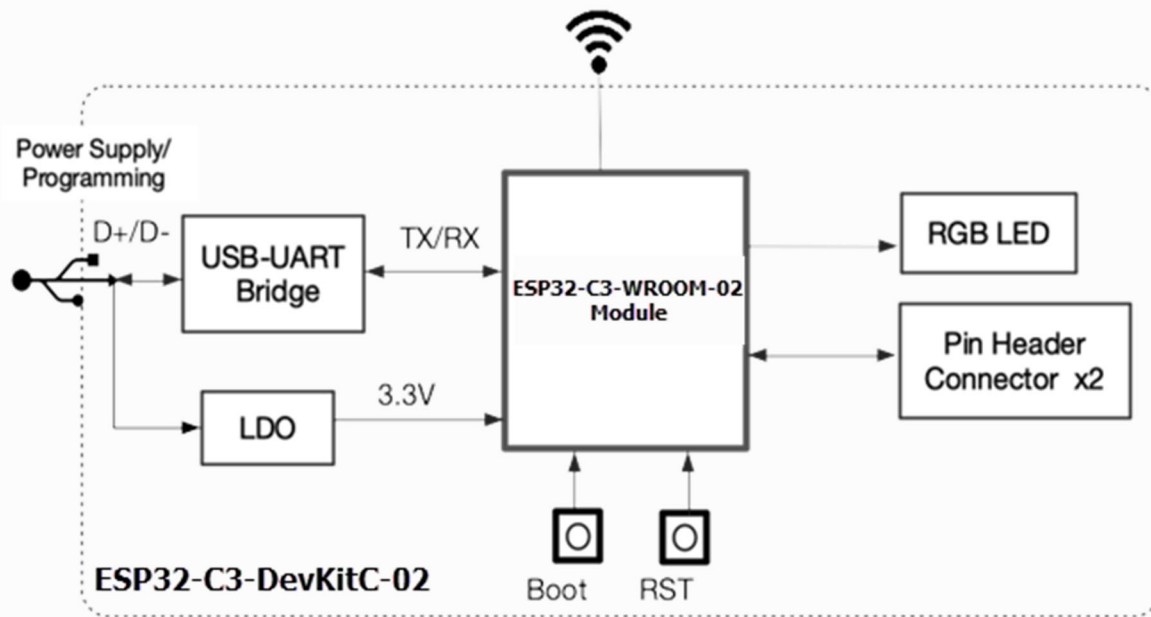 Power Supply/
Programming
D+/D-
USB-UART
Bridge
TX/RX
ESP32-C3-WROOM-02
Module
RGB LED
Pin Header
Connector x2
LDO
3.3V
Boot
RST
ESP32-C3-DevKitC-02